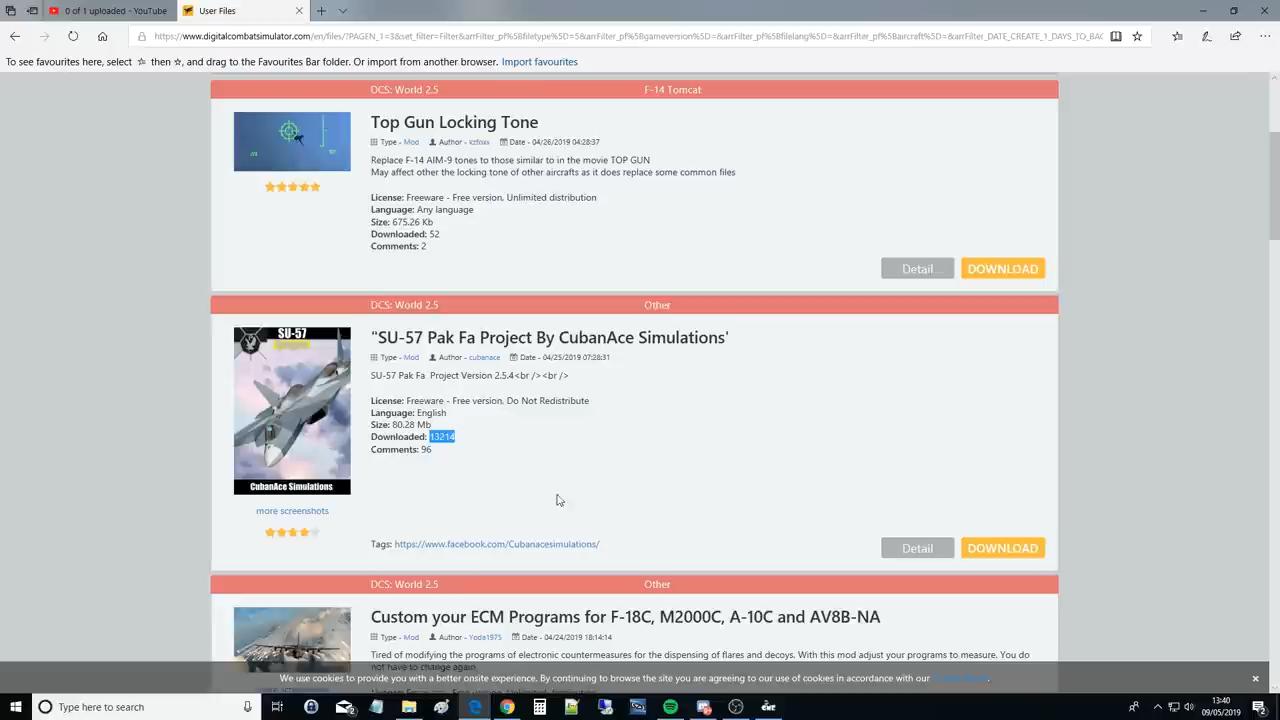 0 of 1 uploaded - YouTube
User Files
https://www.digitalcombatsimulator.com/en/files/?PAGEN_1=3&set_filter=Filter&arrFilter_pf%5Bfiletype%5D=5&arrFilter_pf%5Bgameversion%5D=&arrFilter_pf%5Bfilelang%5D=&arrFilter_pf%5Baircraft%5D=&arrFilter_DATE_CREATE_1_DAYS_TO_BAC
To see favourites here, select ☆ then ☆, and drag to the Favourites Bar folder. Or import from another browser. Import favourites
DCS: World 2.5 F-14 Tomcat
Top Gun Locking Tone
Type - Mod Author - Date - 04/26/2019 04:28:37
Replace F-14 AIM-9 tones to those similar to in the movie TOP GUN
May affect other the locking tone of other aircrafts as it does replace some common files
License: Freeware - Free version, Unlimited distribution
Language: Any language
Size: 675.26 Kb
Downloaded: 52
Comments: 2
Detail... DOWNLOAD
DCS: World 2.5 Other
SU-57
"SU-57 Pak Fa Project By CubanAce Simulations'
Type - Mod Author - cubanace Date - 04/25/2019 07:28:31
SU-57 Pak Fa Project Version 2.5.4<br /><br />
License: Freeware - Free version, Do Not Redistribute
Language: English
Size: 80.28 Mb
Downloaded: 13214
Comments: 96
CubanAce Simulations
more screenshots
Tags: https://www.facebook.com/Cubanacesimulations/
Detail DOWNLOAD
DCS: World 2.5 Other
Custom your ECM Programs for F-18C, M2000C, A-10C and AV8B-NA
Type - Mod Author - Yoda1975 Date - 04/24/2019 18:14:14
Tired of modifying the programs of electronic countermeasures for the dispensing of flares and decoys. With this mod adjust your programs to measure. You do
not have to change again.
We use cookies to provide you with a better onsite experience. By continuing to browse the site you are agreeing to our use of cookies in accordance with our
Type here to search
13:40
09/05/2019